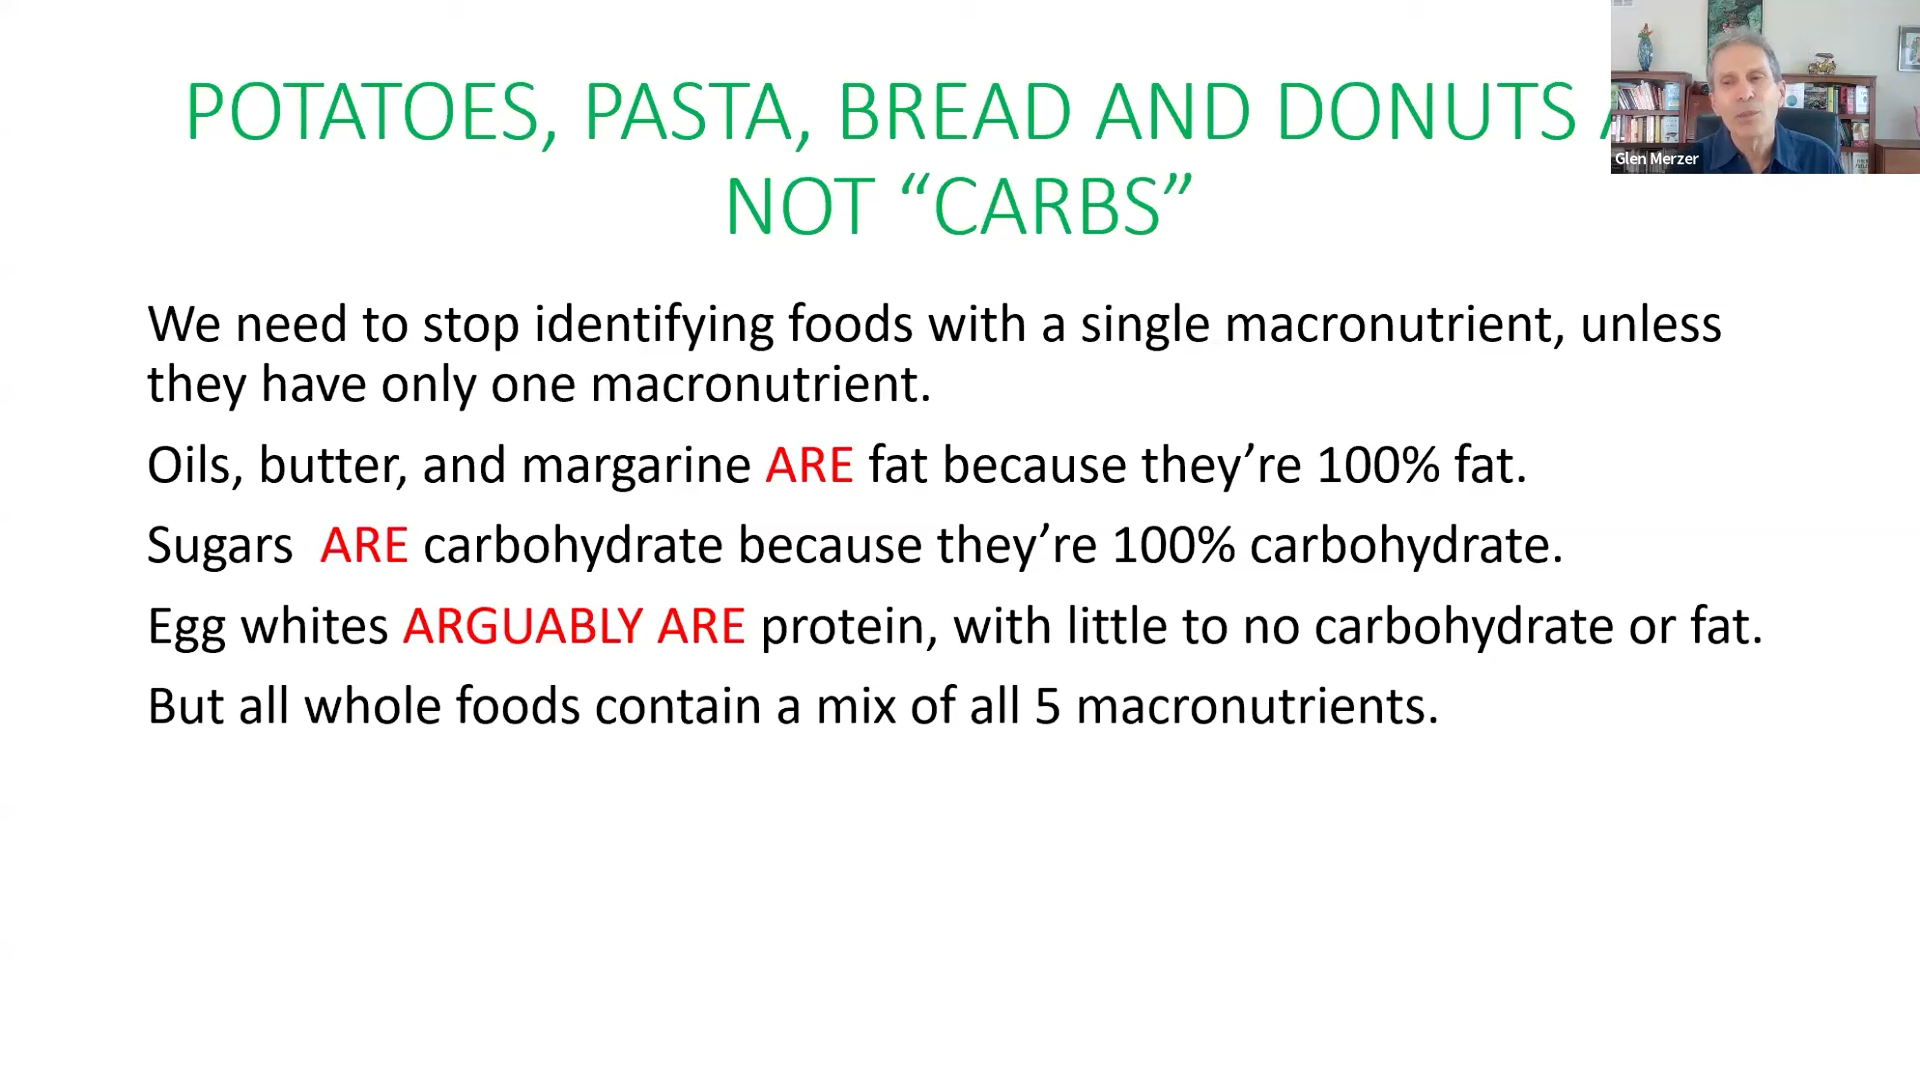 POTATOES, PASTA, BREAD AND DONUTS
NOT “CARBS”
Glen Merzer
We need to stop identifying foods with a single macronutrient, unless
they have only one macronutrient.
Oils, butter, and margarine ARE fat because they’re 100% fat.
Sugars ARE carbohydrate because they’re 100% carbohydrate.
Egg whites ARGUABLY ARE protein, with little to no carbohydrate or fat.
But all whole foods contain a mix of all 5 macronutrients.